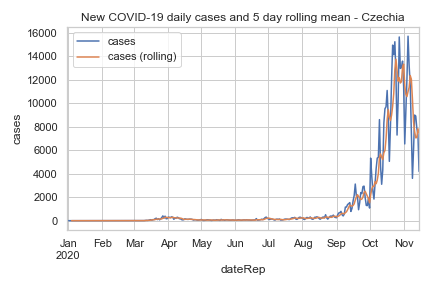 New COVID-19 daily cases and 5 day rolling mean - Czechia
cases
cases (rolling)
16000
14000
12000
10000
8000
6000
4000
2000
0
cases
Jan Feb Mar Apr May Jun Jul Aug Sep Oct Nov
2020
dateRep